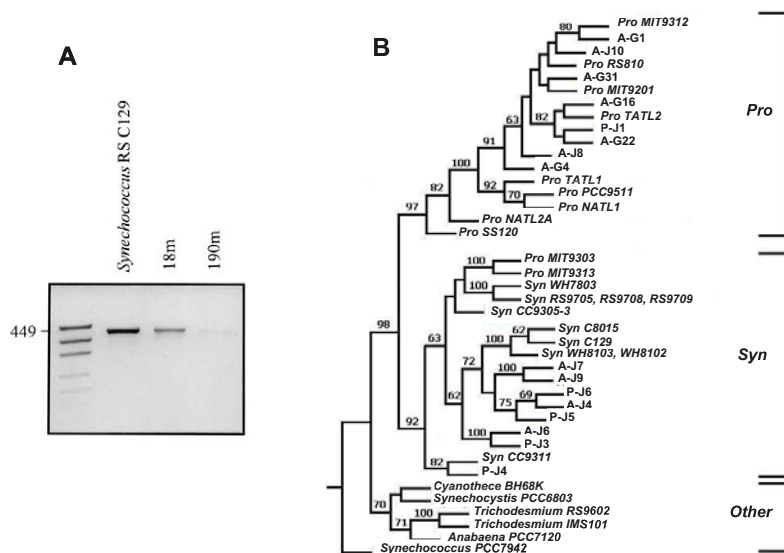 A
B
Synechococcus RS C129
18m
190m
449
80
Pro MIT9312
A-G1
A-J10
Pro RS810
A-G31
Pro MIT9201
A-G16
82
Pro TATL2
63
P-J1
A-G22
91
A-J8
100
A-G4
Pro TATL1
92
Pro PCC9511
82
70
Pro NATL1
97
Pro NATL2A
Pro SS120
Pro
100
Pro MIT9303
Pro MIT9313
Syn WH7803
100
Syn RS9705, RS9708, RS9709
Syn CC9305-3
98
62
Syn C8015
63
100
Syn C129
Syn WH8103, WH8102
72
A-J7
100
A-J9
62
P-J6
69
A-J4
75
P-J5
92
A-J6
100
P-J3
Syn CC9311
82
P-J4
Syn
Cyanothece BH68K
70
Synechocystis PCC6803
100
Trichodesmium RS9602
71
Trichodesmium IMS101
Anabaena PCC7120
Synechococcus PCC7942
Other